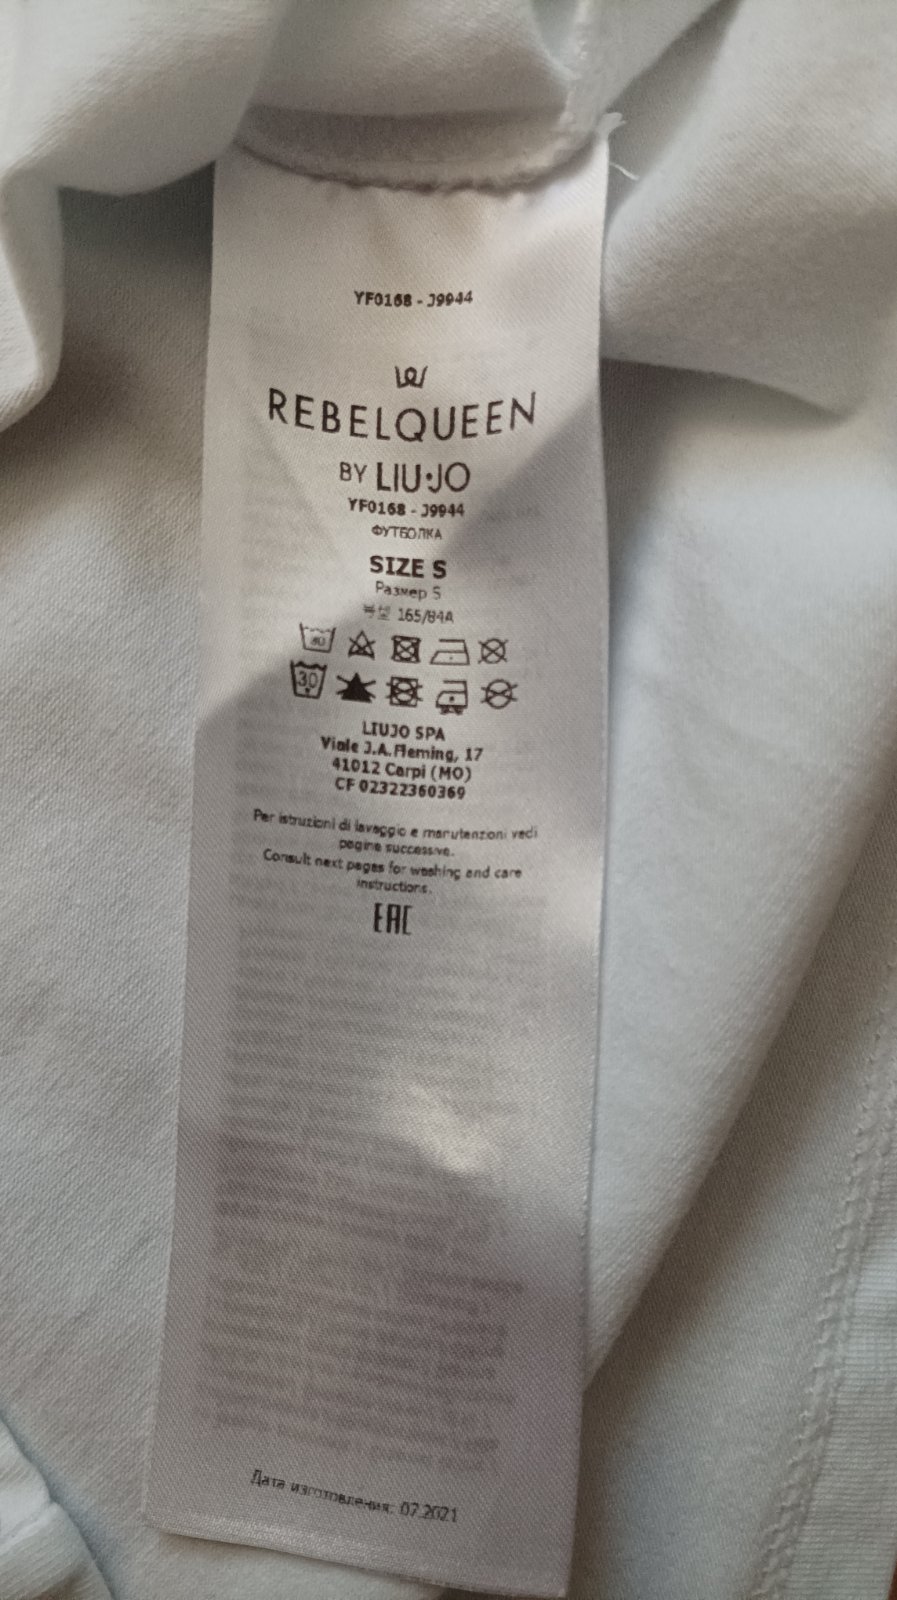 YF0168 - J9944
REBELQUEEN
BY LIU·JO
YF0168 - J9944
ФУТБОЛКА
SIZE S
Размер S
165/84A
30
LIUJO SPA
Viale J.A.Fleming, 17
41012 Carpi (MO)
CF 02322360369
Per istruzioni di lavaggio e manutenzioni vedi
pagine successive.
Consult next pages for washing and care
instructions.
EAC
Дата изготовления: 07.2021